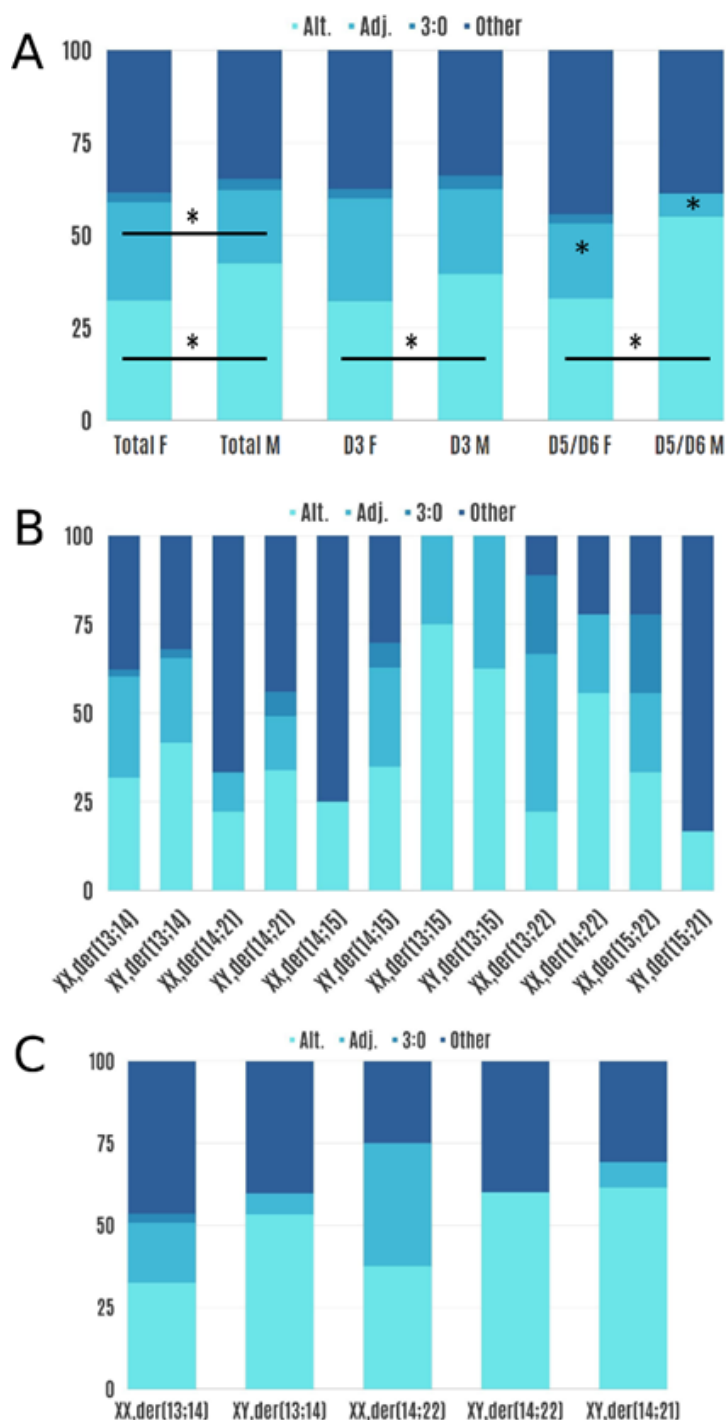 Alt. Adj. 3:0 Other
A
100
75
50
25
0
*
*
*
*
*
*
Total F Total M D3 F D3 M D5/D6 F D5/D6 M
Alt. Adj. 3:0 Other
B
100
75
50
25
0
XX,der(13;14) XY,der(13;14) XX,der(14;21) XY,der(14;21) XX,der(14;15) XY,der(14;15) XX,der(13;15) XY,der(13;15) XX,der(13;22) XX,der(14;22) XX,der(15;22) XY,der(15;21)
Alt. Adj. 3:0 Other
C
100
75
50
25
0
XX,der(13;14) XY,der(13;14) XX,der(14;22) XY,der(14;22) XY,der(14;21)